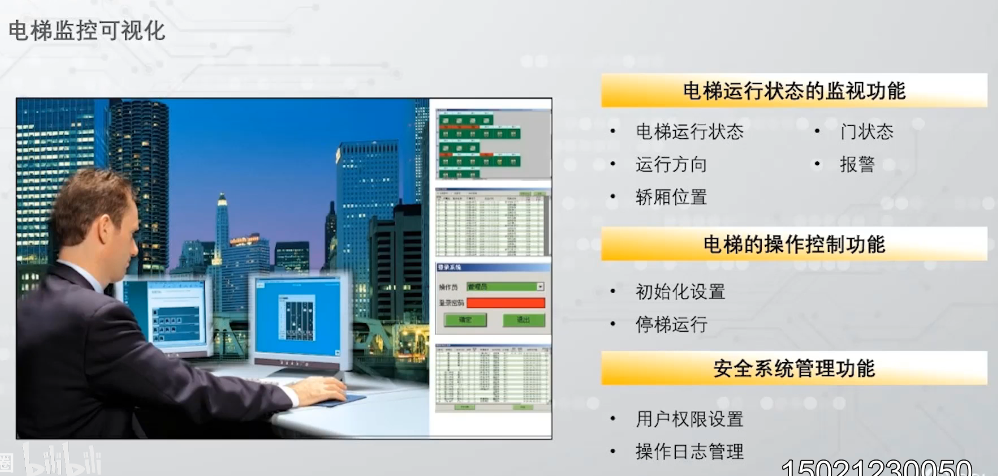 电梯监控可视化
电梯运行状态的监视功能
电梯运行状态
门状态
运行方向
报警
轿厢位置
电梯的操作控制功能
初始化设置
停梯运行
安全系统管理功能
用户权限设置
操作日志管理
登录系统
操作员
管理员
登录密码
确定
退出
bilibili
15021230050